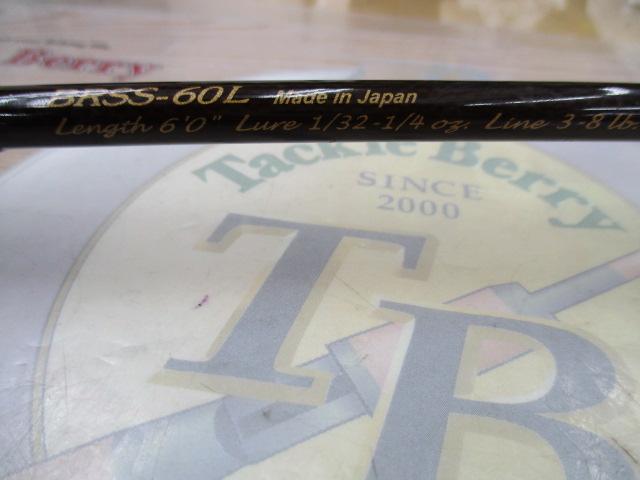 Berry
BRSS-60L Made in Japan
Length 6'0" Lure 1/32 -1/4 oz. Line 3-8 lb.
Tackle Berry
SINCE
2000
TB